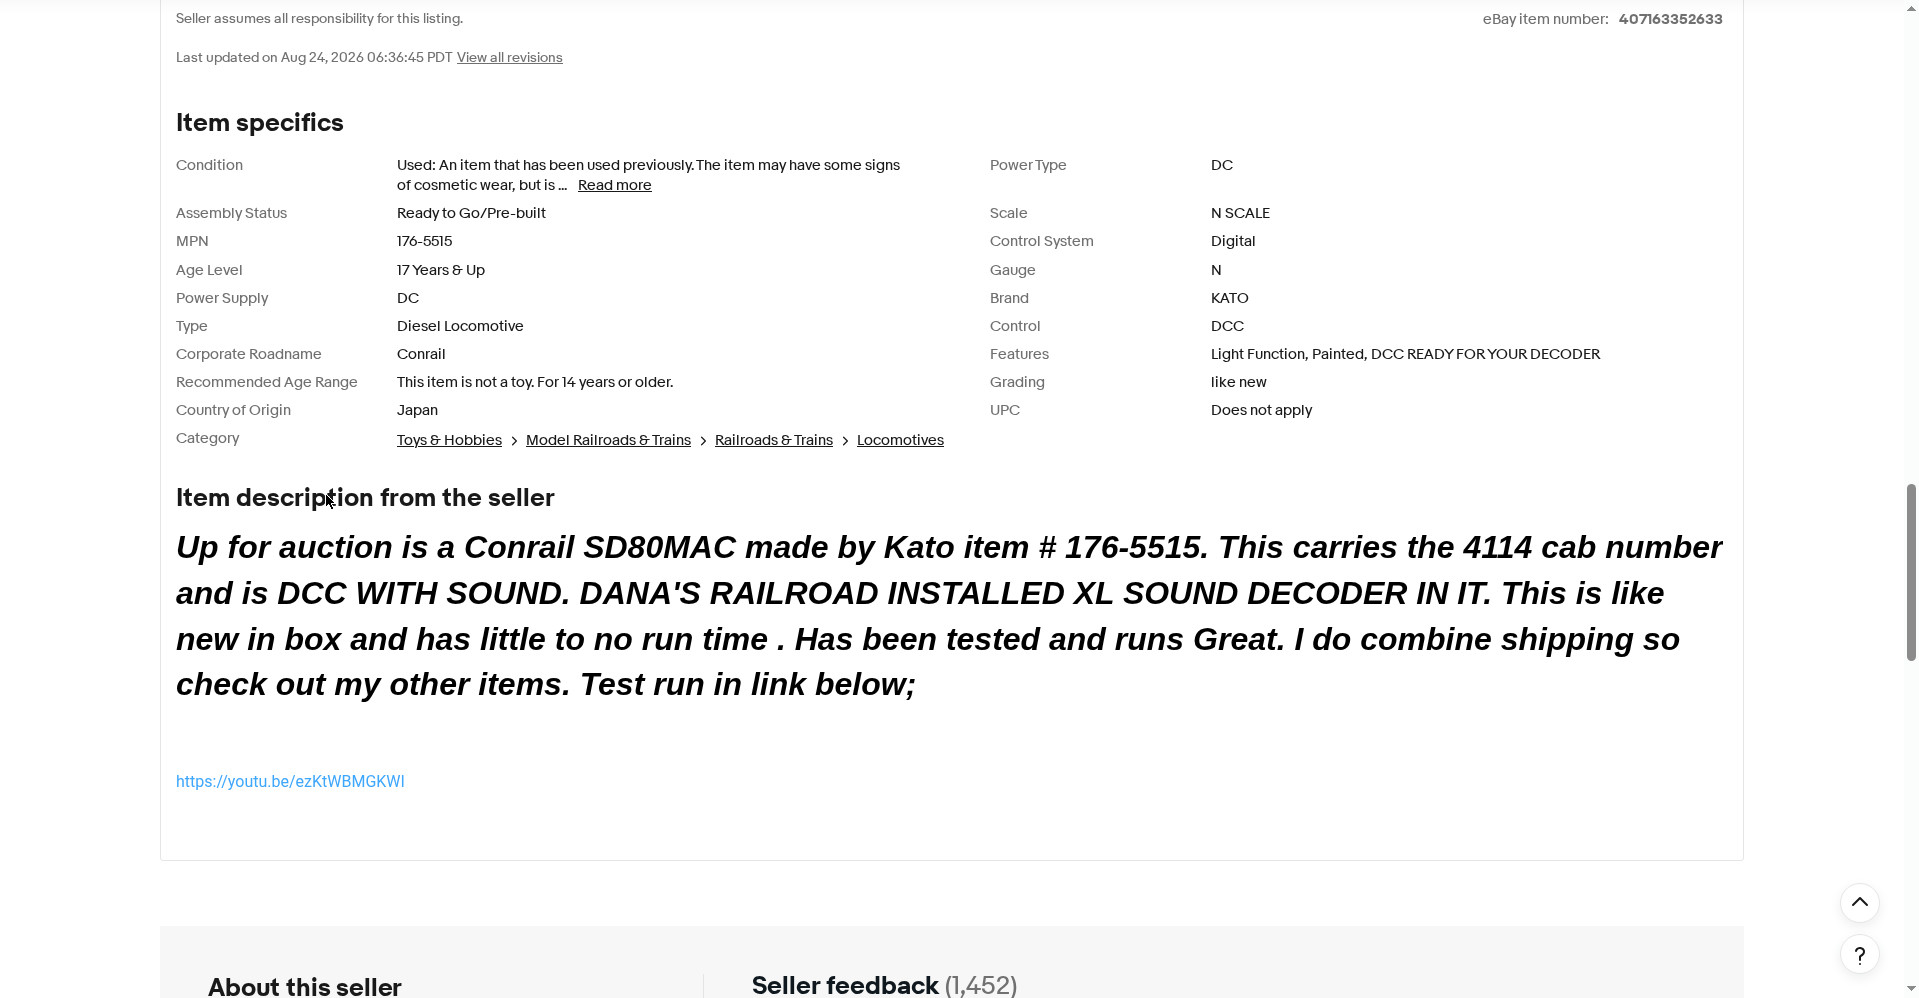 Seller assumes all responsibility for this listing.
eBay item number: 407163352633
Last updated on Aug 24, 2026 06:36:45 PDT View all revisions
Item specifics
Condition
Used: An item that has been used previously. The item may have some signs
of cosmetic wear, but is ... Read more
Power Type
DC
Assembly Status
Ready to Go/Pre-built
Scale
N SCALE
MPN
176-5515
Control System
Digital
Age Level
17 Years & Up
Gauge
N
Power Supply
DC
Brand
KATO
Type
Diesel Locomotive
Control
DCC
Corporate Roadname
Conrail
Features
Light Function, Painted, DCC READY FOR YOUR DECODER
Recommended Age Range
This item is not a toy. For 14 years or older.
Grading
like new
Country of Origin
Japan
UPC
Does not apply
Category
Toys & Hobbies > Model Railroads & Trains > Railroads & Trains > Locomotives
Item description from the seller
Up for auction is a Conrail SD80MAC made by Kato item # 176-5515. This carries the 4114 cab number
and is DCC WITH SOUND. DANA'S RAILROAD INSTALLED XL SOUND DECODER IN IT. This is like
new in box and has little to no run time . Has been tested and runs Great. I do combine shipping so
check out my other items. Test run in link below;
https://youtu.be/ezKtWBMGKWI
?
About this seller
Seller feedback (1,452)